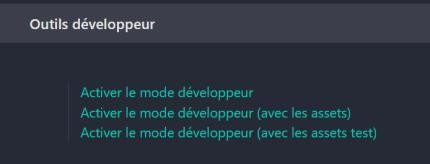 Outils développeur
Activer le mode développeur
Activer le mode développeur (avec les assets)
Activer le mode développeur (avec les assets test)